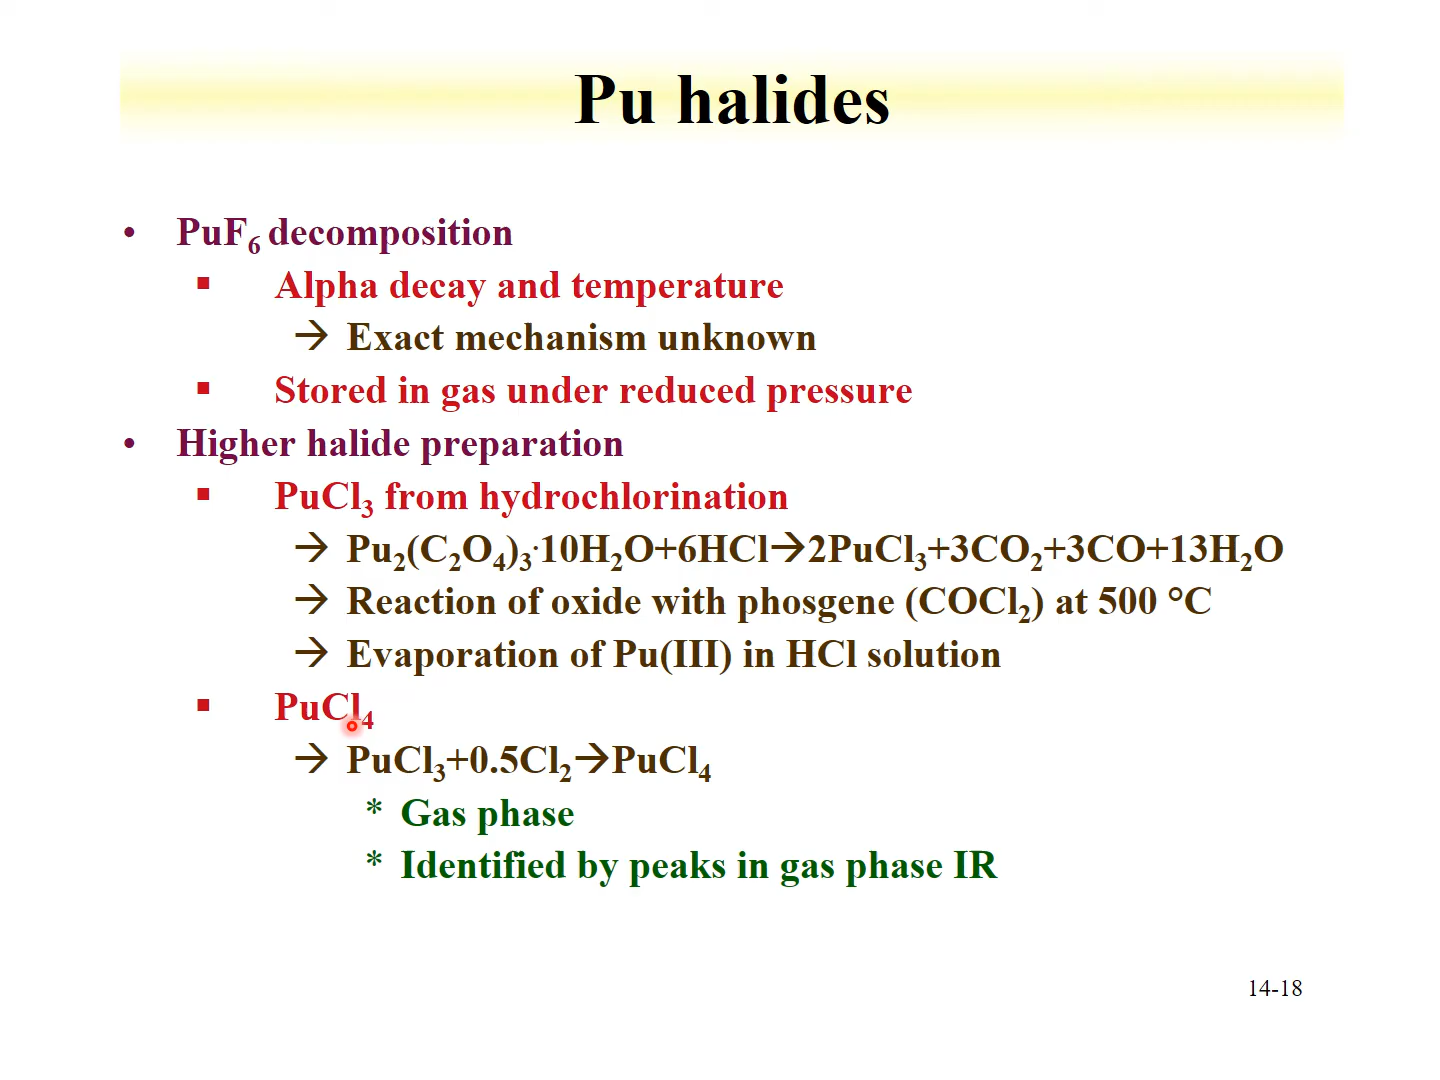 Pu halides
• PuF₆ decomposition
▪ Alpha decay and temperature
→ Exact mechanism unknown
▪ Stored in gas under reduced pressure
• Higher halide preparation
▪ PuCl₃ from hydrochlorination
→ Pu₂(C₂O₄)₃·10H₂O+6HCl→2PuCl₃+3CO₂+3CO+13H₂O
→ Reaction of oxide with phosgene (COCl₂) at 500 °C
→ Evaporation of Pu(III) in HCl solution
▪ PuCl₄
→ PuCl₃+0.5Cl₂→PuCl₄
* Gas phase
* Identified by peaks in gas phase IR
14-18